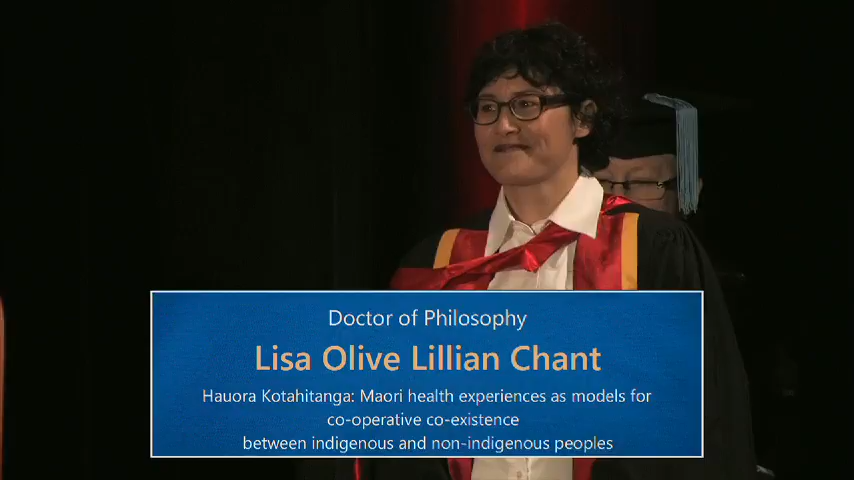 Doctor of Philosophy
Lisa Olive Lillian Chant
Hauora Kotahitanga: Maori health experiences as models for
co-operative co-existence
between indigenous and non-indigenous peoples